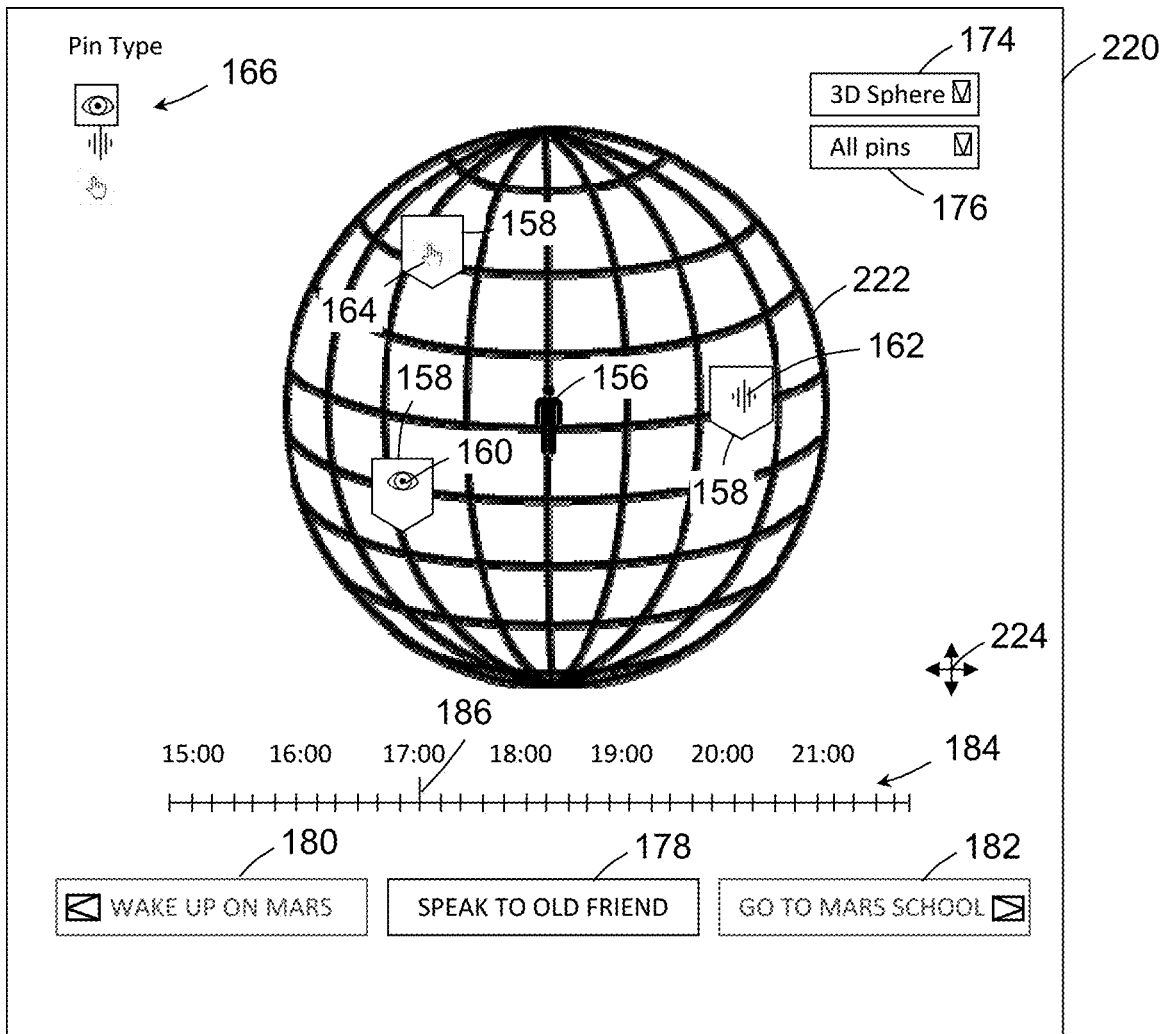 Pin Type
166
174
220
3D Sphere
All pins
176
158
222
164
162
158
156
160
158
224
186
15:00 16:00 17:00 18:00 19:00 20:00 21:00
184
180
178
182
WAKE UP ON MARS
SPEAK TO OLD FRIEND
GO TO MARS SCHOOL